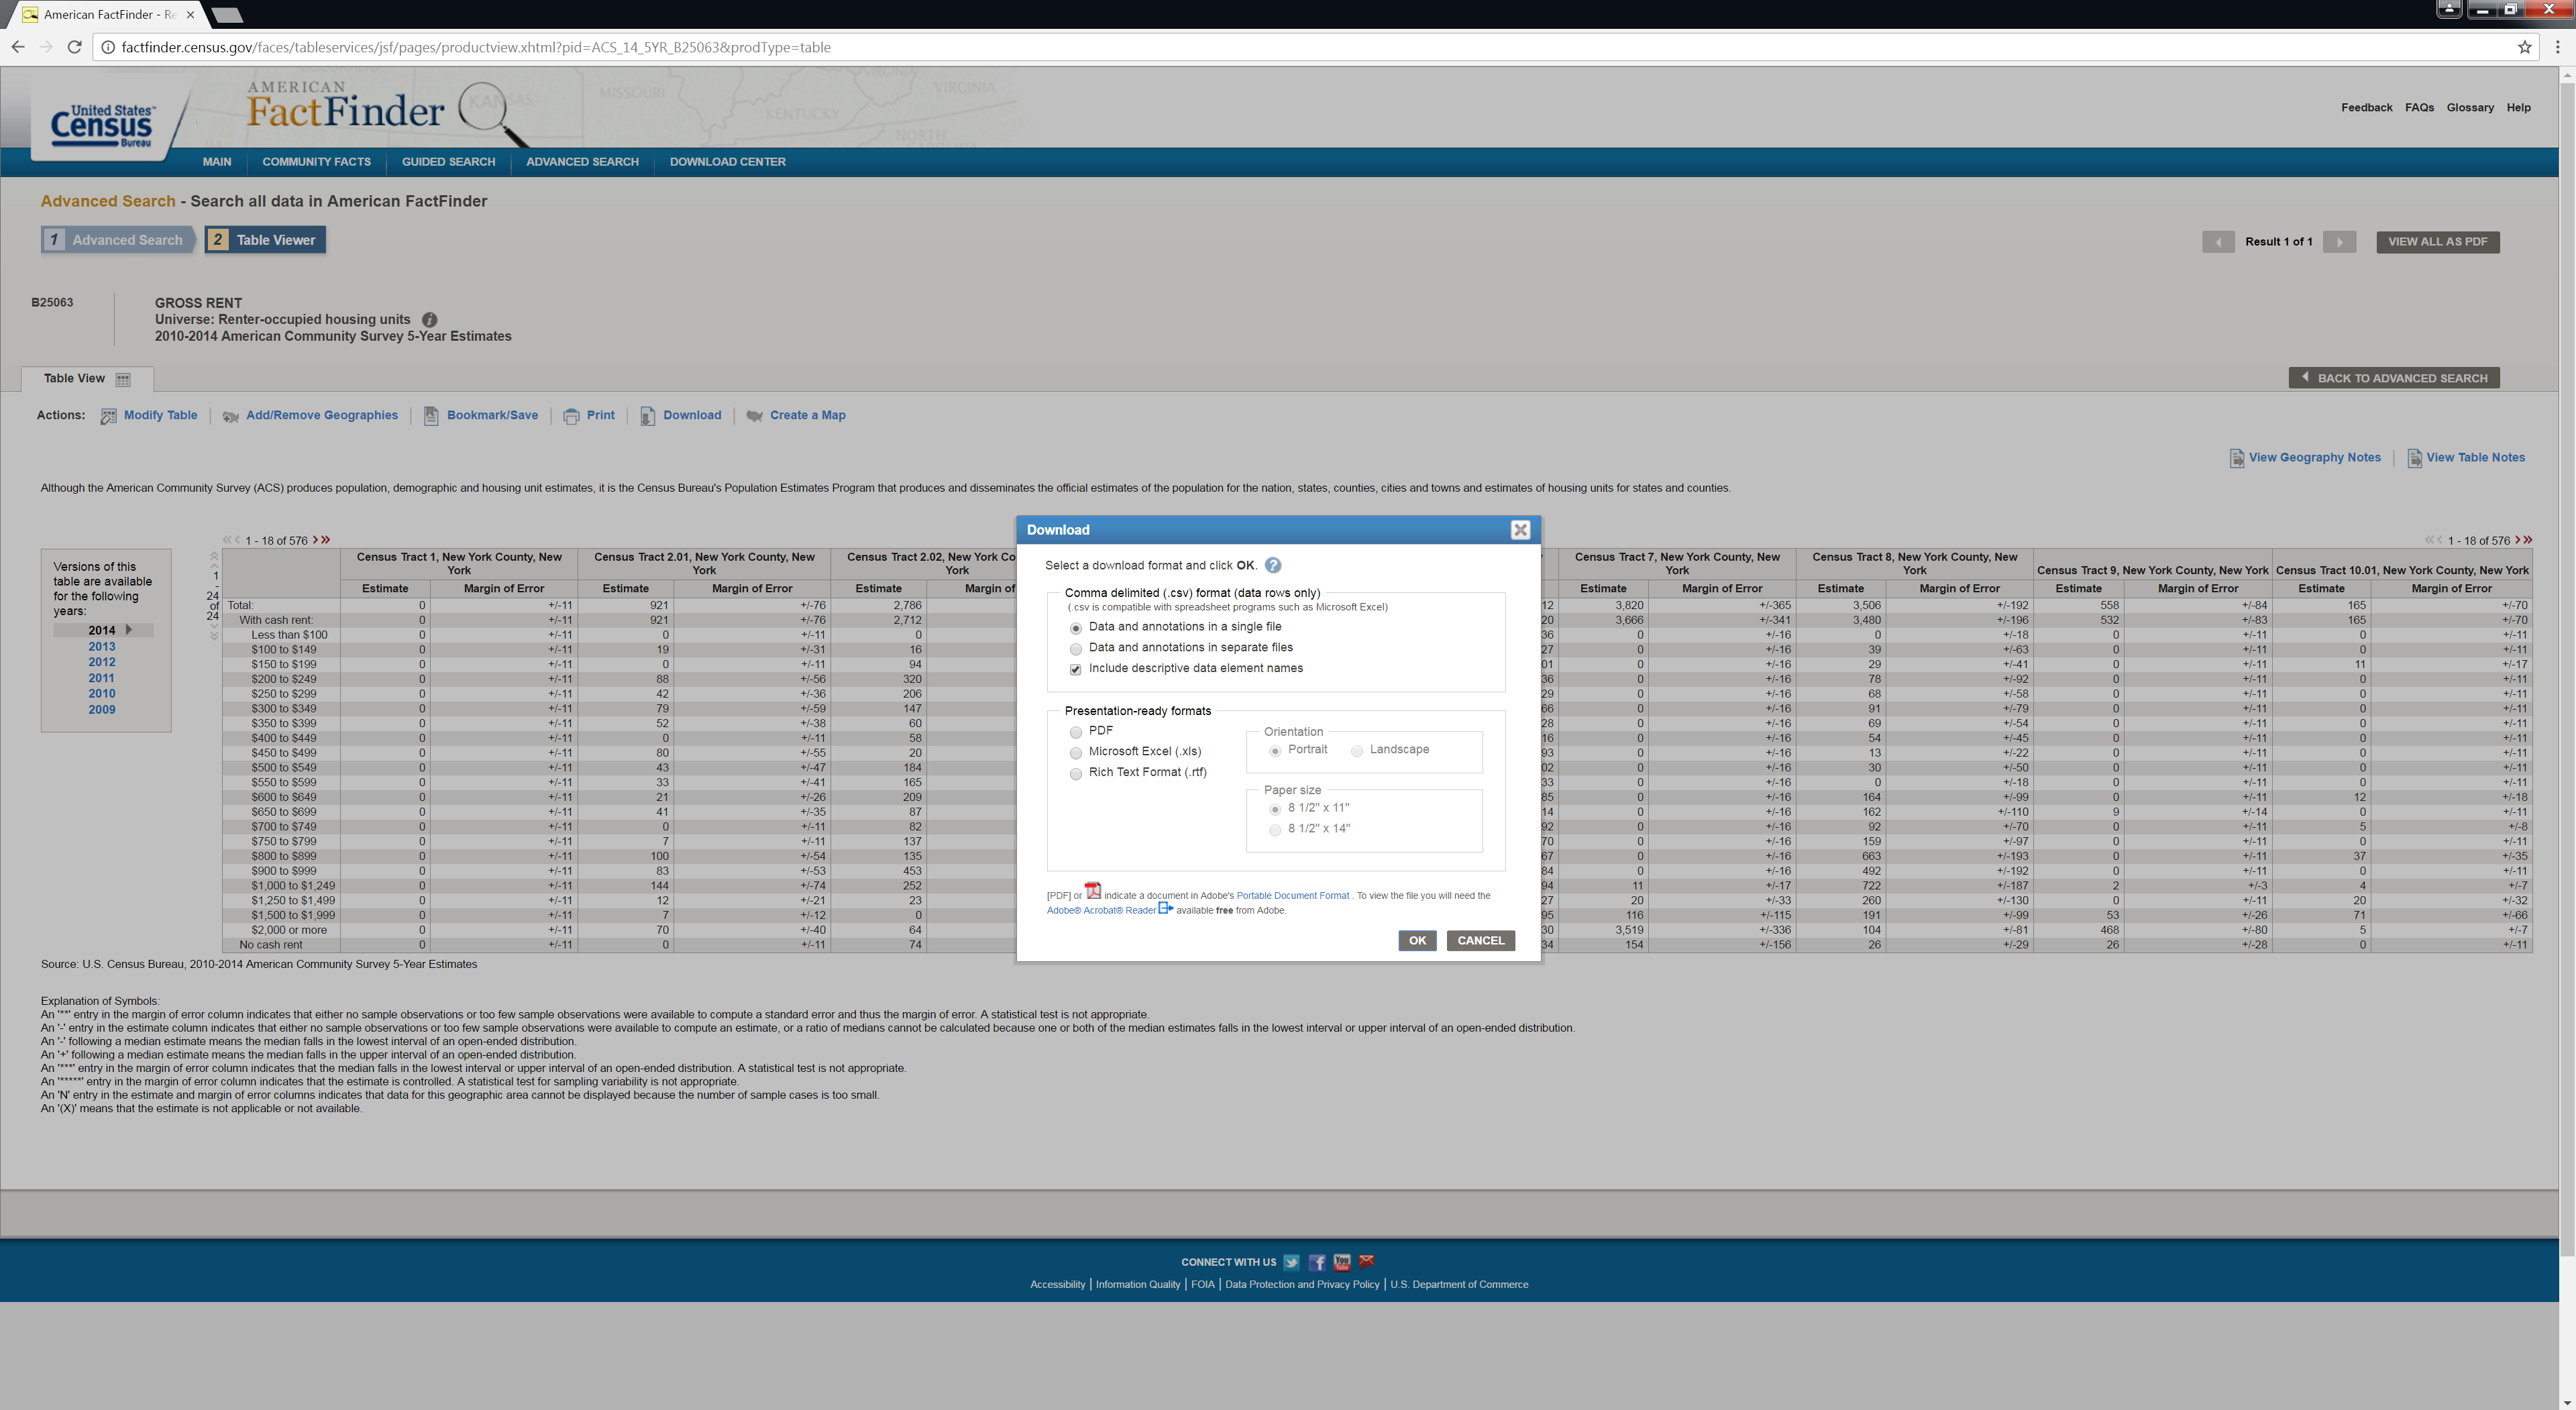 American FactFinder - Re
factfinder.census.gov/faces/tableservices/jsf/pages/productview.xhtml?pid=ACS_14_5YR_B25063&prodType=table
United States™
Census
Bureau
AMERICAN
FactFinder
KANSAS
MISSOURI
KENTUCKY
VIRGINIA
NORTH
Feedback FAQs Glossary Help
MAIN COMMUNITY FACTS GUIDED SEARCH ADVANCED SEARCH DOWNLOAD CENTER
Advanced Search - Search all data in American FactFinder
1 Advanced Search 2 Table Viewer
Result 1 of 1 VIEW ALL AS PDF
B25063
GROSS RENT
Universe: Renter-occupied housing units
2010-2014 American Community Survey 5-Year Estimates
Table View
BACK TO ADVANCED SEARCH
Actions: Modify Table Add/Remove Geographies Bookmark/Save Print Download Create a Map
View Geography Notes View Table Notes
Although the American Community Survey (ACS) produces population, demographic and housing unit estimates, it is the Census Bureau's Population Estimates Program that produces and disseminates the official estimates of the population for the nation, states, counties, cities and towns and estimates of housing units for states and counties.
Versions of this
table are available
for the following
years:
2014
2013
2012
2011
2010
2009
1 - 18 of 576
1 - 18 of 576
1
-
24
of
24
Census Tract 1, New York County, New York Census Tract 2.01, New York County, New York Census Tract 2.02, New York Co York Census Tract 7, New York County, New York Census Tract 8, New York County, New York Census Tract 9, New York County, New York Census Tract 10.01, New York County, New York
Estimate Margin of Error Estimate Margin of Error Estimate Margin of Estimate Margin of Error Estimate Margin of Error Estimate Margin of Error Estimate Margin of Error
Total: 0 +/-11 921 +/-76 2,786 12 3,820 +/-365 3,506 +/-192 558 +/-84 165 +/-70
With cash rent: 0 +/-11 921 +/-76 2,712 20 3,666 +/-341 3,480 +/-196 532 +/-83 165 +/-70
Less than $100 0 +/-11 0 +/-11 0 36 0 +/-16 0 +/-18 0 +/-11 0 +/-11
$100 to $149 0 +/-11 19 +/-31 16 27 0 +/-16 39 +/-63 0 +/-11 0 +/-11
$150 to $199 0 +/-11 0 +/-11 94 01 0 +/-16 29 +/-41 0 +/-11 11 +/-17
$200 to $249 0 +/-11 88 +/-56 320 36 0 +/-16 78 +/-92 0 +/-11 0 +/-11
$250 to $299 0 +/-11 42 +/-36 206 29 0 +/-16 68 +/-58 0 +/-11 0 +/-11
$300 to $349 0 +/-11 79 +/-59 147 66 0 +/-16 91 +/-79 0 +/-11 0 +/-11
$350 to $399 0 +/-11 52 +/-38 60 28 0 +/-16 69 +/-54 0 +/-11 0 +/-11
$400 to $449 0 +/-11 0 +/-11 58 16 0 +/-16 54 +/-45 0 +/-11 0 +/-11
$450 to $499 0 +/-11 80 +/-55 20 93 0 +/-16 13 +/-22 0 +/-11 0 +/-11
$500 to $549 0 +/-11 43 +/-47 184 02 0 +/-16 30 +/-50 0 +/-11 0 +/-11
$550 to $599 0 +/-11 33 +/-41 165 33 0 +/-16 0 +/-18 0 +/-11 0 +/-11
$600 to $649 0 +/-11 21 +/-26 209 85 0 +/-16 164 +/-99 0 +/-11 12 +/-18
$650 to $699 0 +/-11 41 +/-35 87 14 0 +/-16 162 +/-110 9 +/-14 0 +/-11
$700 to $749 0 +/-11 0 +/-11 82 92 0 +/-16 92 +/-70 0 +/-11 5 +/-8
$750 to $799 0 +/-11 7 +/-11 137 70 0 +/-16 159 +/-97 0 +/-11 0 +/-11
$800 to $899 0 +/-11 100 +/-54 135 67 0 +/-16 663 +/-193 0 +/-11 37 +/-35
$900 to $999 0 +/-11 83 +/-53 453 84 0 +/-16 492 +/-192 0 +/-11 0 +/-11
$1,000 to $1,249 0 +/-11 144 +/-74 252 94 11 +/-17 722 +/-187 2 +/-3 4 +/-7
$1,250 to $1,499 0 +/-11 12 +/-21 23 27 20 +/-33 260 +/-130 0 +/-11 20 +/-32
$1,500 to $1,999 0 +/-11 7 +/-12 0 95 116 +/-115 191 +/-99 53 +/-26 71 +/-66
$2,000 or more 0 +/-11 70 +/-40 64 30 3,519 +/-336 104 +/-81 468 +/-80 5 +/-7
No cash rent 0 +/-11 0 +/-11 74 34 154 +/-156 26 +/-29 26 +/-28 0 +/-11
Download
Select a download format and click OK.
Comma delimited (.csv) format (data rows only)
(.csv is compatible with spreadsheet programs such as Microsoft Excel)
Data and annotations in a single file
Data and annotations in separate files
Include descriptive data element names
Presentation-ready formats
PDF
Microsoft Excel (.xls)
Rich Text Format (.rtf)
Orientation
Portrait Landscape
Paper size
8 1/2" x 11"
8 1/2" x 14"
[PDF] or indicate a document in Adobe's Portable Document Format . To view the file you will need the
Adobe® Acrobat® Reader available free from Adobe.
OK CANCEL
Source: U.S. Census Bureau, 2010-2014 American Community Survey 5-Year Estimates
Explanation of Symbols:
An '**' entry in the margin of error column indicates that either no sample observations or too few sample observations were available to compute a standard error and thus the margin of error. A statistical test is not appropriate.
An '-' entry in the estimate column indicates that either no sample observations or too few sample observations were available to compute an estimate, or a ratio of medians cannot be calculated because one or both of the median estimates falls in the lowest interval or upper interval of an open-ended distribution.
An '-' following a median estimate means the median falls in the lowest interval of an open-ended distribution.
An '+' following a median estimate means the median falls in the upper interval of an open-ended distribution.
An '***' entry in the margin of error column indicates that the median falls in the lowest interval or upper interval of an open-ended distribution. A statistical test is not appropriate.
An '*****' entry in the margin of error column indicates that the estimate is controlled. A statistical test for sampling variability is not appropriate.
An 'N' entry in the estimate and margin of error columns indicates that data for this geographic area cannot be displayed because the number of sample cases is too small.
An '(X)' means that the estimate is not applicable or not available.
CONNECT WITH US
Accessibility | Information Quality | FOIA | Data Protection and Privacy Policy | U.S. Department of Commerce